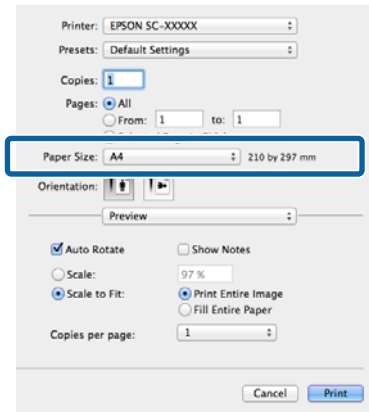 Printer: EPSON SC-XXXXX
Presets: Default Settings
Copies: 1
Pages: All
From: 1 to: 1
Paper Size: A4 210 by 297 mm
Orientation:
Preview
Auto Rotate Show Notes
Scale: 97 %
Scale to Fit: Print Entire Image
Fill Entire Paper
Copies per page: 1
Cancel Print